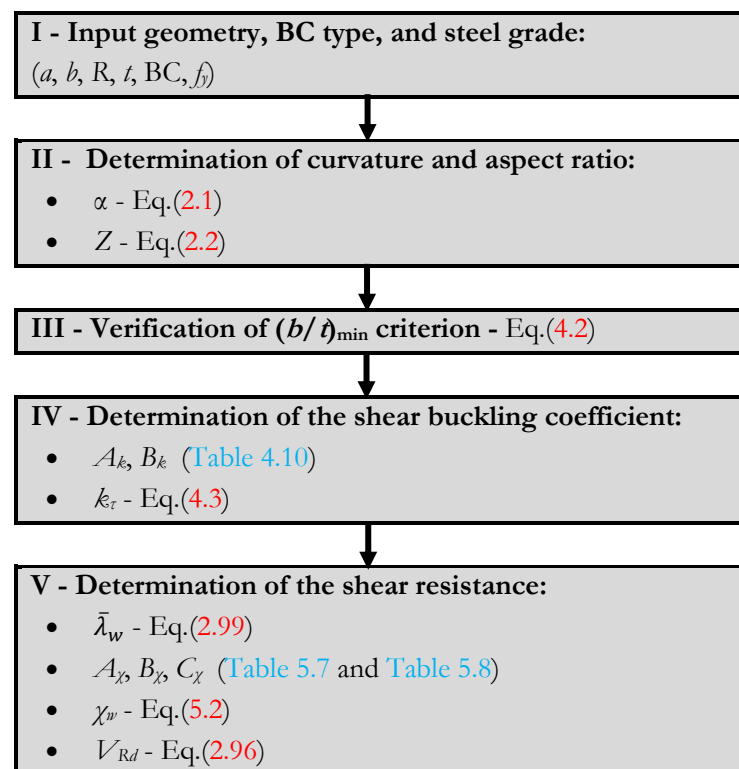 I - Input geometry, BC type, and steel grade:
(a, b, R, t, BC, fy)
II - Determination of curvature and aspect ratio:
• α - Eq.(2.1)
• Z - Eq.(2.2)
III - Verification of (b/t)min criterion - Eq.(4.2)
IV - Determination of the shear buckling coefficient:
• Ak, Bk (Table 4.10)
• kτ - Eq.(4.3)
V - Determination of the shear resistance:
• λ̄w - Eq.(2.99)
• Aχ, Bχ, Cχ (Table 5.7 and Table 5.8)
• χw - Eq.(5.2)
• VRd - Eq.(2.96)